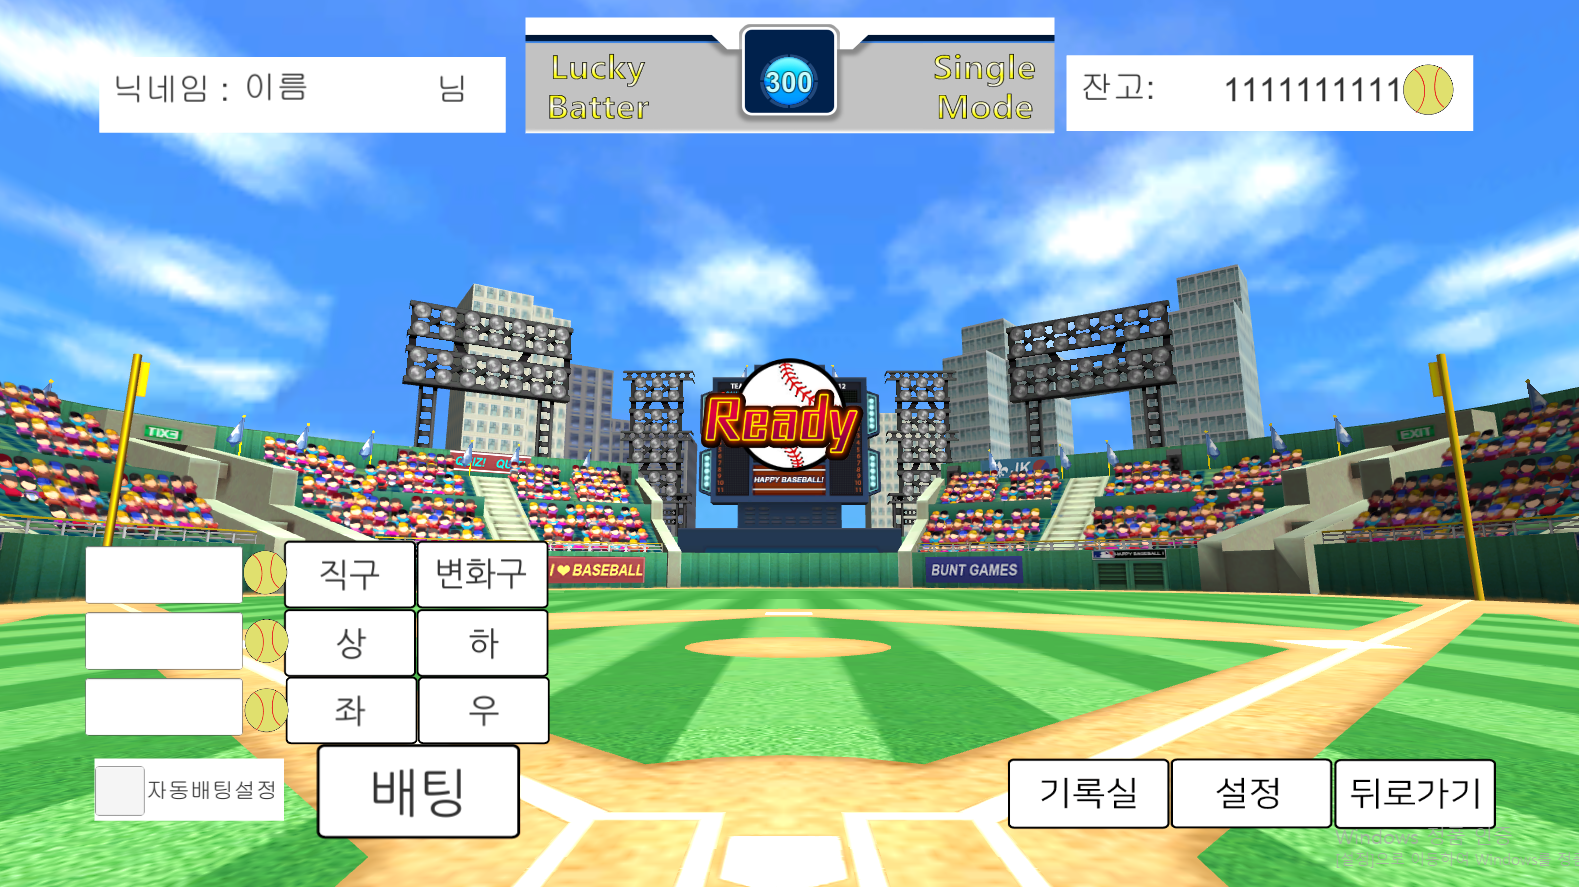 닉네임 : 이름 님
Lucky
Batter
300
Single
Mode
잔고: 1111111111
Ready
HAPPY BASEBALL!
EXIT
EXIT
I ❤ BASEBALL
BUNT GAMES
HAPPY BASEBALL!
직구 변화구
상 하
좌 우
자동배팅설정
배팅
기록실 설정 뒤로가기